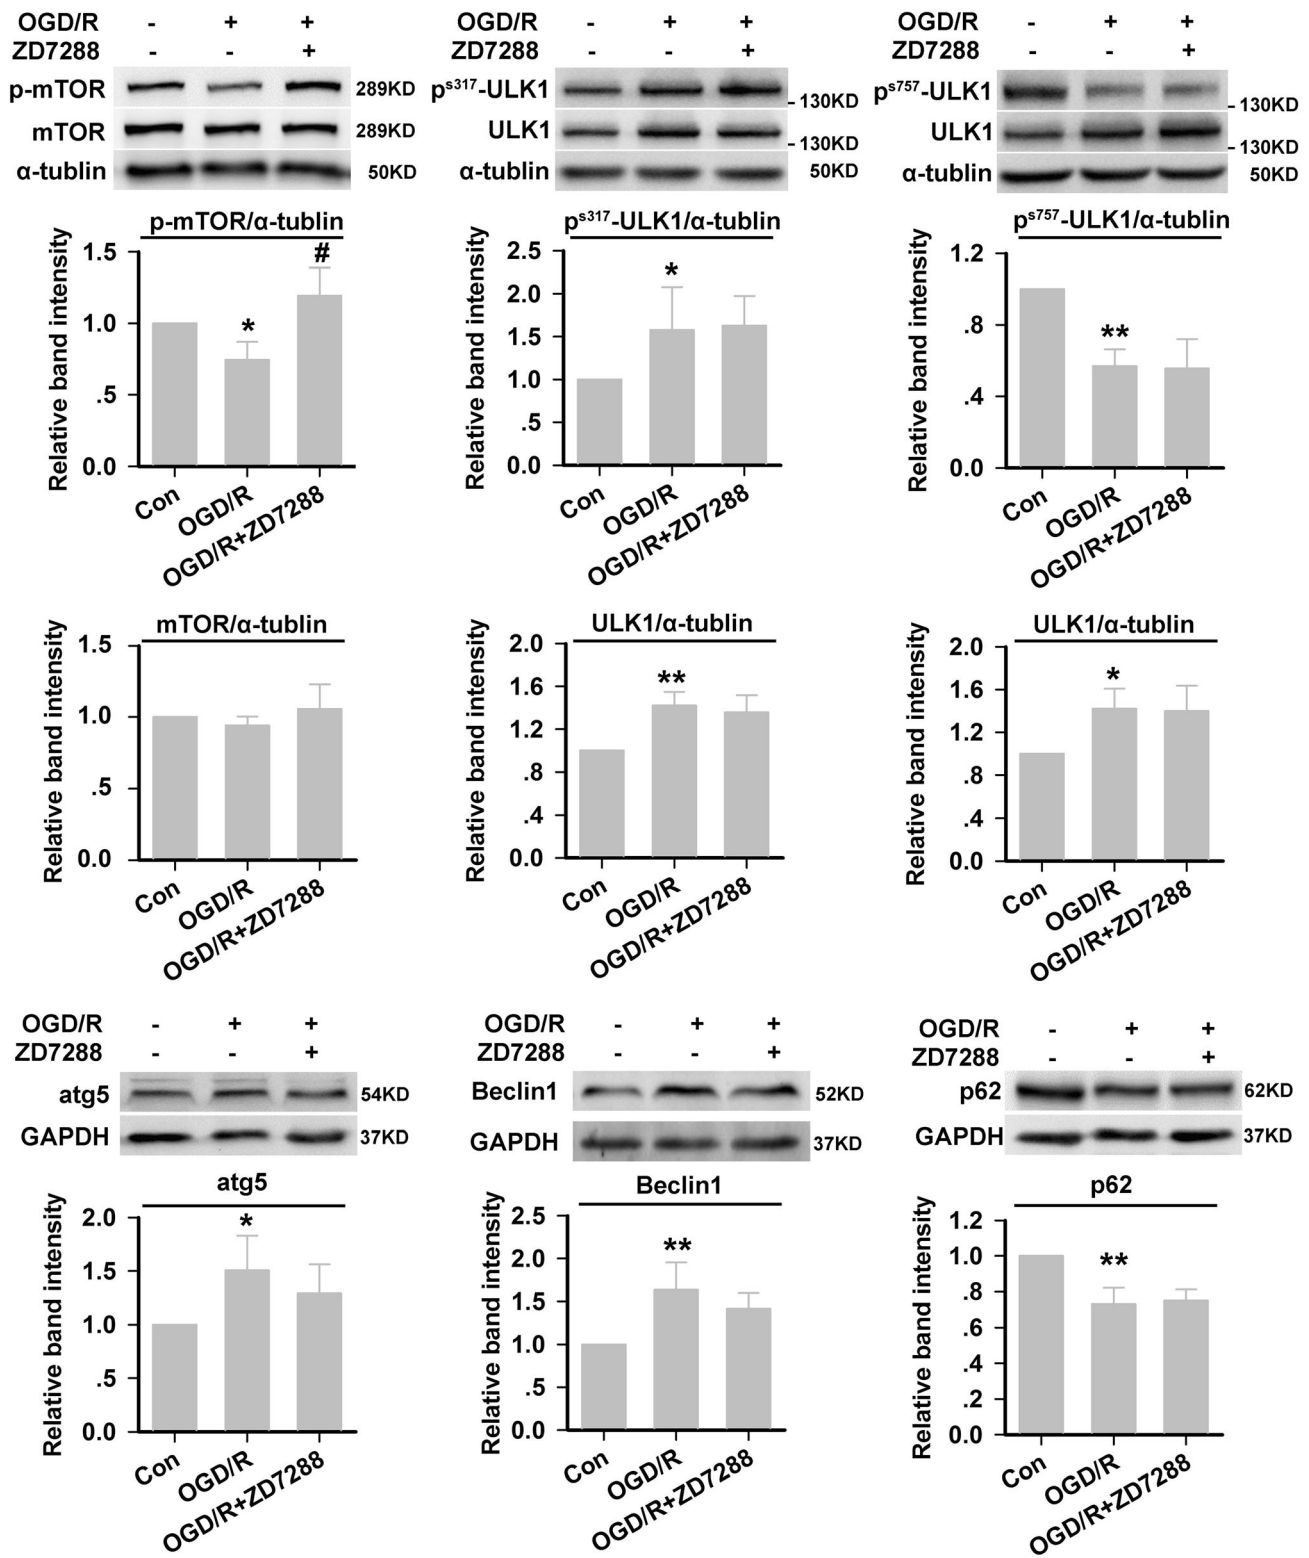 OGD/R - + +
ZD7288 - - +
p-mTOR 289KD
mTOR 289KD
α-tublin 50KD
p-mTOR/α-tublin
Relative band intensity
1.5
1.0
.5
0.0
#
*
Con
OGD/R
OGD/R+ZD7288
OGD/R - + +
ZD7288 - - +
pˢ³¹⁷-ULK1 - 130KD
ULK1 - 130KD
α-tublin 50KD
pˢ³¹⁷-ULK1/α-tublin
Relative band intensity
2.5
2.0
1.5
1.0
.5
0.0
*
Con
OGD/R
OGD/R+ZD7288
OGD/R - + +
ZD7288 - - +
pˢ⁷⁵⁷-ULK1 - 130KD
ULK1 - 130KD
α-tublin 50KD
pˢ⁷⁵⁷-ULK1/α-tublin
Relative band intensity
1.2
.8
.4
0.0
**
Con
OGD/R
OGD/R+ZD7288
mTOR/α-tublin
Relative band intensity
1.5
1.0
.5
0.0
Con
OGD/R
OGD/R+ZD7288
ULK1/α-tublin
Relative band intensity
2.0
1.6
1.2
.8
.4
0.0
**
Con
OGD/R
OGD/R+ZD7288
ULK1/α-tublin
Relative band intensity
2.0
1.6
1.2
.8
.4
0.0
*
Con
OGD/R
OGD/R+ZD7288
OGD/R - + +
ZD7288 - - +
atg5 54KD
GAPDH 37KD
atg5
Relative band intensity
2.0
1.5
1.0
.5
0.0
*
Con
OGD/R
OGD/R+ZD7288
OGD/R - + +
ZD7288 - - +
Beclin1 52KD
GAPDH 37KD
Beclin1
Relative band intensity
2.5
2.0
1.5
1.0
.5
0.0
**
Con
OGD/R
OGD/R+ZD7288
OGD/R - + +
ZD7288 - - +
p62 62KD
GAPDH 37KD
p62
Relative band intensity
1.2
1.0
.8
.6
.4
.2
0.0
**
Con
OGD/R
OGD/R+ZD7288